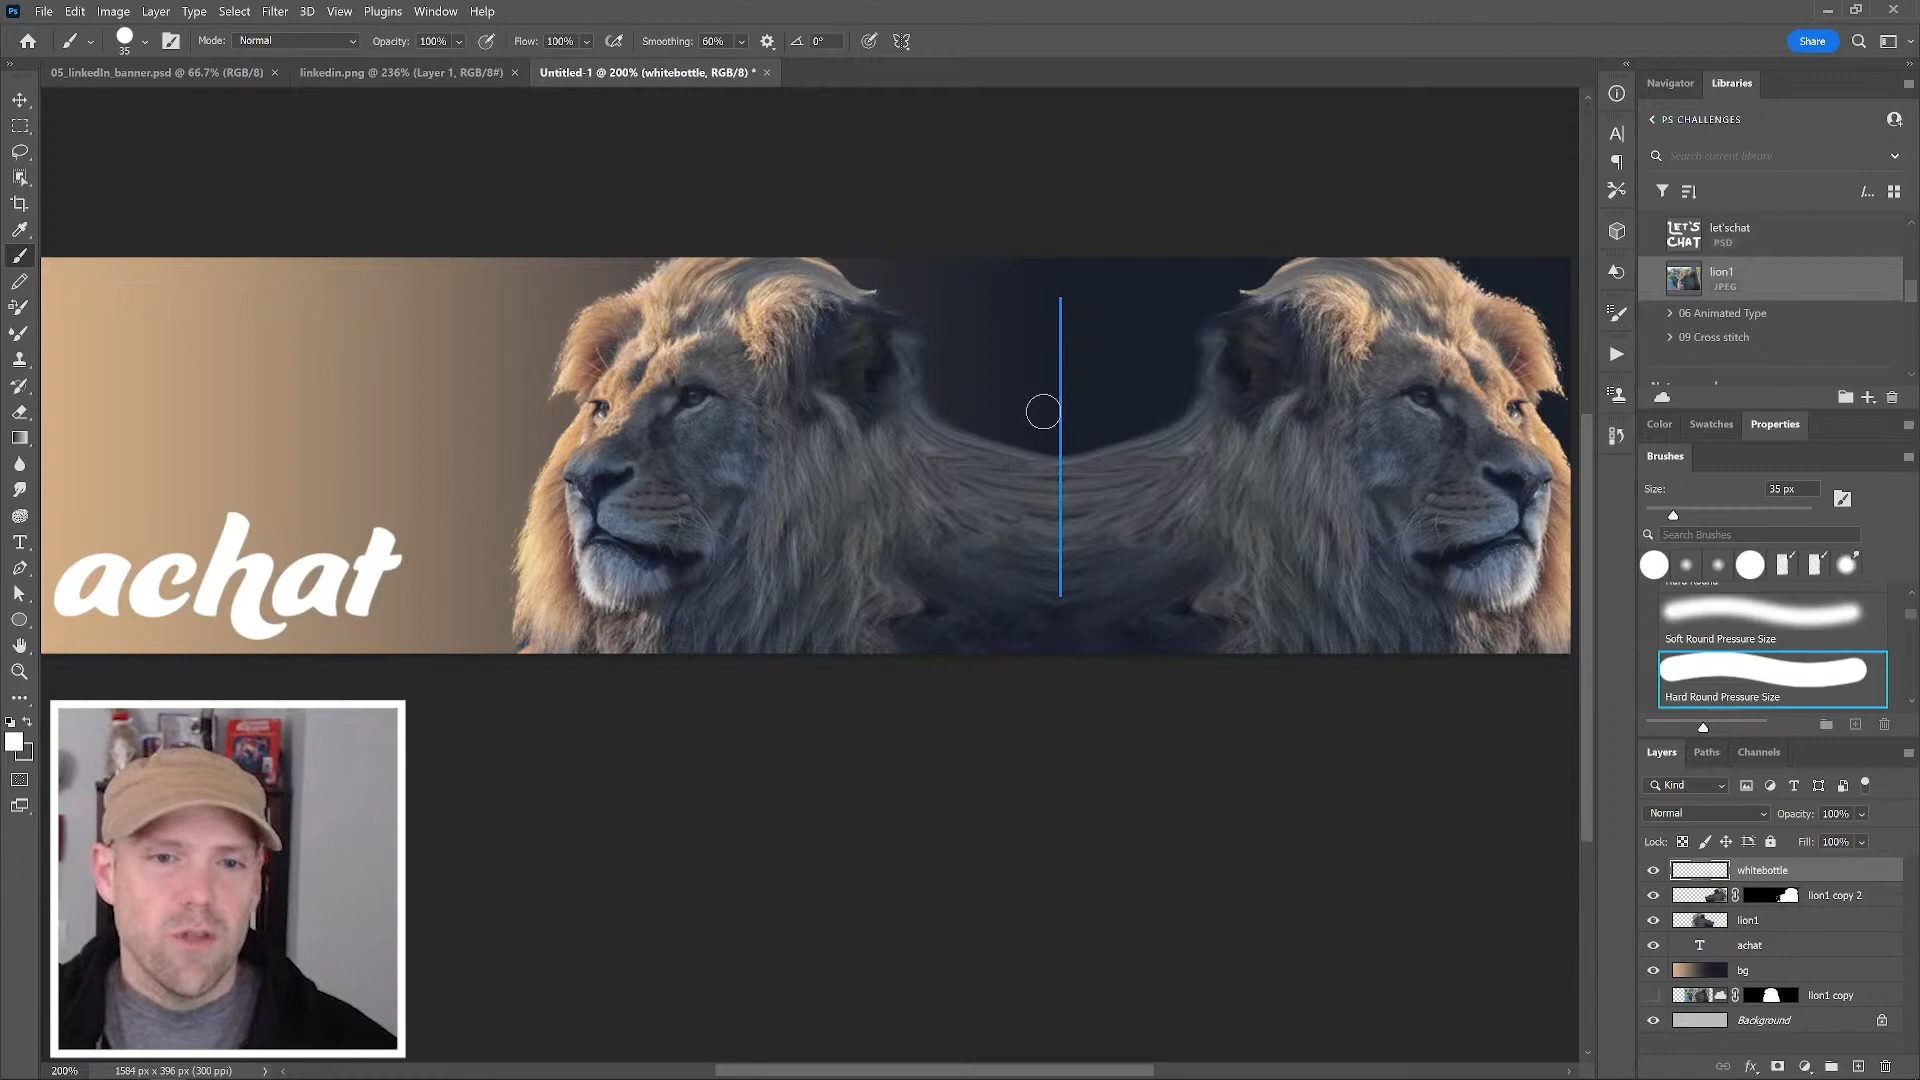 Ps File Edit Image Layer Type Select Filter 3D View Plugins Window Help
35 Mode: Normal Opacity: 100% Flow: 100% Smoothing: 60% 0° Share
05_linkedIn_banner.psd @ 66.7% (RGB/8) × linkedin.png @ 236% (Layer 1, RGB/8#) × Untitled-1 @ 200% (whitebottle, RGB/8) * ×
Navigator Libraries
PS CHALLENGES
Search current library
LET'S CHAT let'schat
PSD
lion1
JPEG
06 Animated Type
09 Cross stitch
Color Swatches Properties
Brushes
Size: 35 px
Search Brushes
Soft Round Pressure Size
Hard Round Pressure Size
achat
Layers Paths Channels
Kind
Normal Opacity: 100%
Lock: Fill: 100%
whitebottle
lion1 copy 2
lion1
T achat
bg
lion1 copy
Background
200% 1584 px x 396 px (300 ppi)